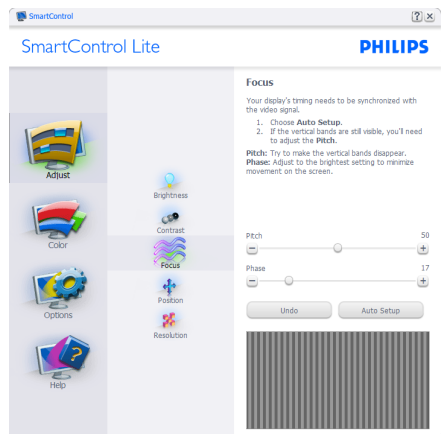 SmartControl
SmartControl Lite
PHILIPS
Adjust
Color
Options
Help
Brightness
Contrast
Focus
Position
Resolution
Focus
Your display's timing needs to be synchronized with
the video signal.
1. Choose Auto Setup.
2. If the vertical bands are still visible, you'll need
to adjust the Pitch.
Pitch: Try to make the vertical bands disappear.
Phase: Adjust to the brightest setting to minimize
movement on the screen.
Pitch 50
Phase 17
Undo Auto Setup